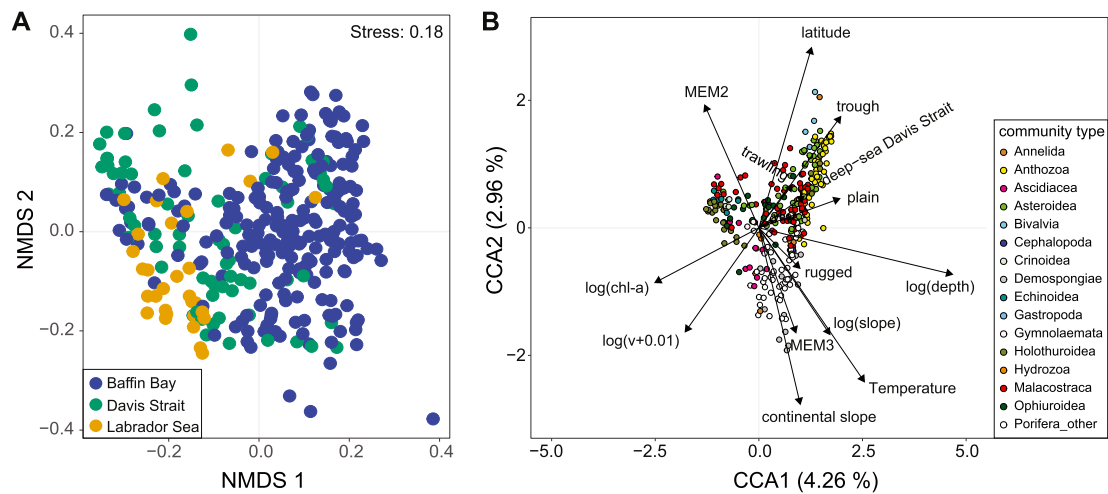 A
Stress: 0.18
0.4
0.2
0.0
−0.2
−0.4
NMDS 2
Baffin Bay
Davis Strait
Labrador Sea
−0.2
0.0
0.2
0.4
NMDS 1
B
latitude
MEM2
trough
trawling
deep−sea Davis Strait
plain
rugged
log(depth)
log(chl-a)
log(v+0.01)
log(slope)
MEM3
Temperature
continental slope
2
0
−2
CCA2 (2.96 %)
−5.0
−2.5
0.0
2.5
5.0
CCA1 (4.26 %)
community type
Annelida
Anthozoa
Ascidiacea
Asteroidea
Bivalvia
Cephalopoda
Crinoidea
Demospongiae
Echinoidea
Gastropoda
Gymnolaemata
Holothuroidea
Hydrozoa
Malacostraca
Ophiuroidea
Porifera_other